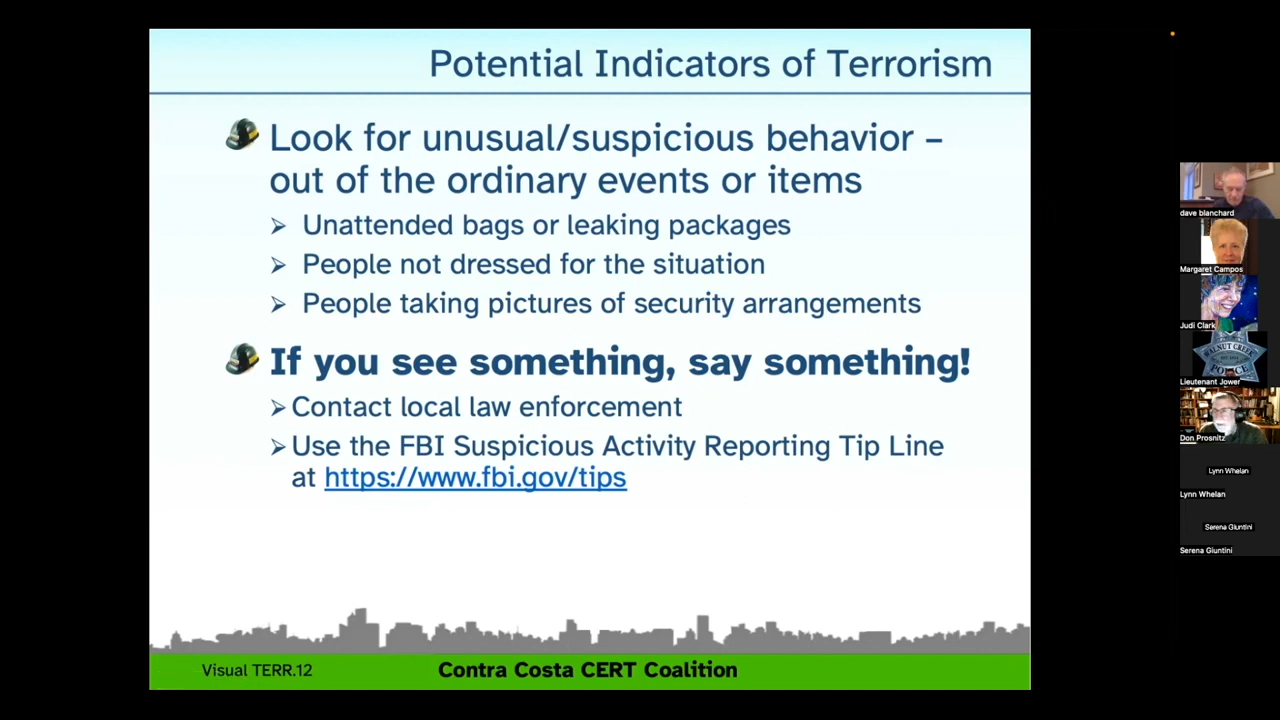 Potential Indicators of Terrorism
Look for unusual/suspicious behavior –
out of the ordinary events or items
Unattended bags or leaking packages
People not dressed for the situation
People taking pictures of security arrangements
If you see something, say something!
Contact local law enforcement
Use the FBI Suspicious Activity Reporting Tip Line
at https://www.fbi.gov/tips
Visual TERR.12
Contra Costa CERT Coalition
dave blanchard
Margaret Campos
Judi Clark
WALNUT CREEK
POLICE
Lieutenant Jower
Don Prosnitz
Lynn Whelan
Lynn Whelan
Serena Giuntini
Serena Giuntini